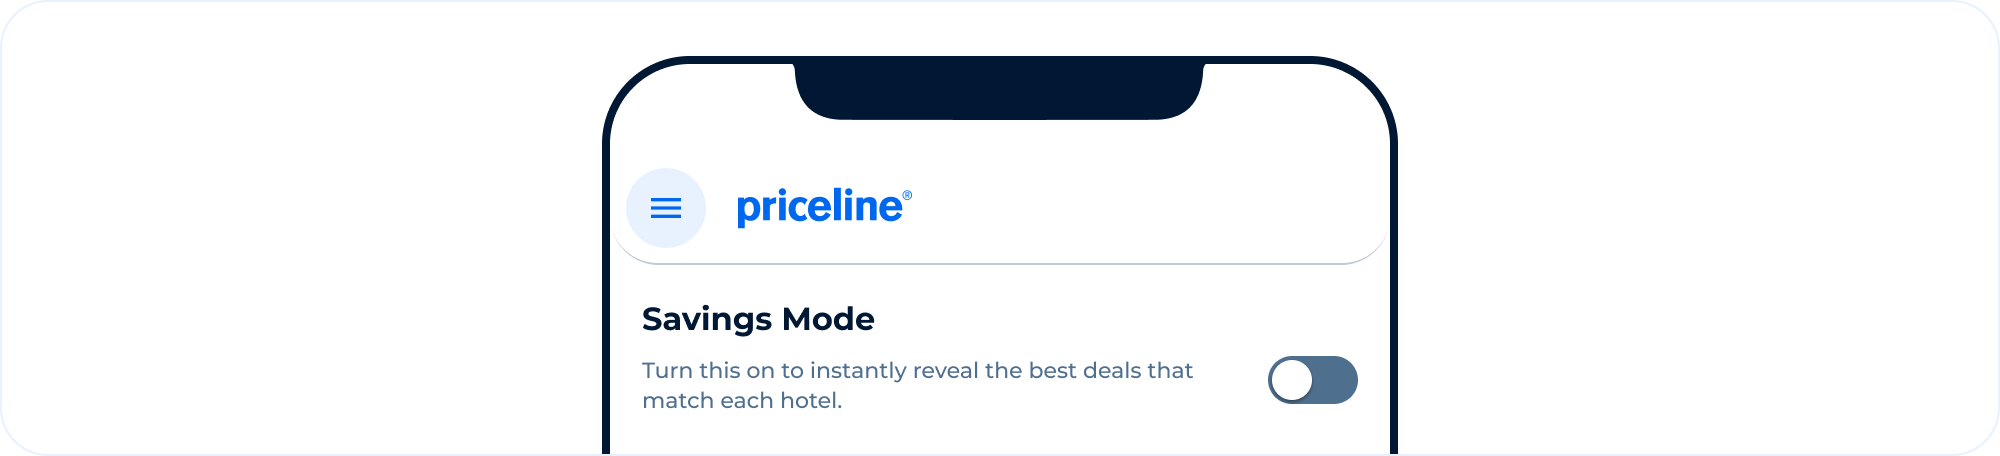 priceline®
Savings Mode
Turn this on to instantly reveal the best deals that
match each hotel.